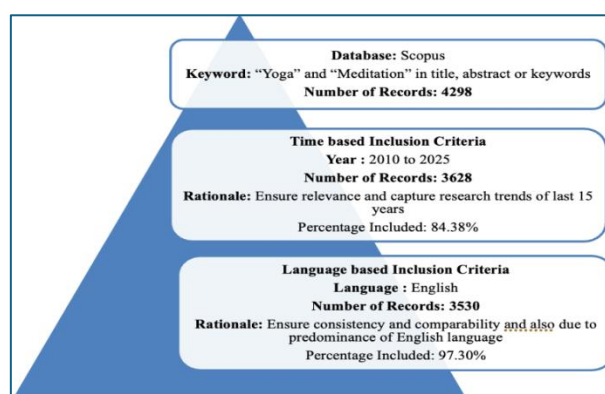 Database: Scopus
Keyword: “Yoga” and “Meditation” in title, abstract or keywords
Number of Records: 4298
Time based Inclusion Criteria
Year : 2010 to 2025
Number of Records: 3628
Rationale: Ensure relevance and capture research trends of last 15
years
Percentage Included: 84.38%
Language based Inclusion Criteria
Language : English
Number of Records: 3530
Rationale: Ensure consistency and comparability and also due to
predominance of English language
Percentage Included: 97.30%